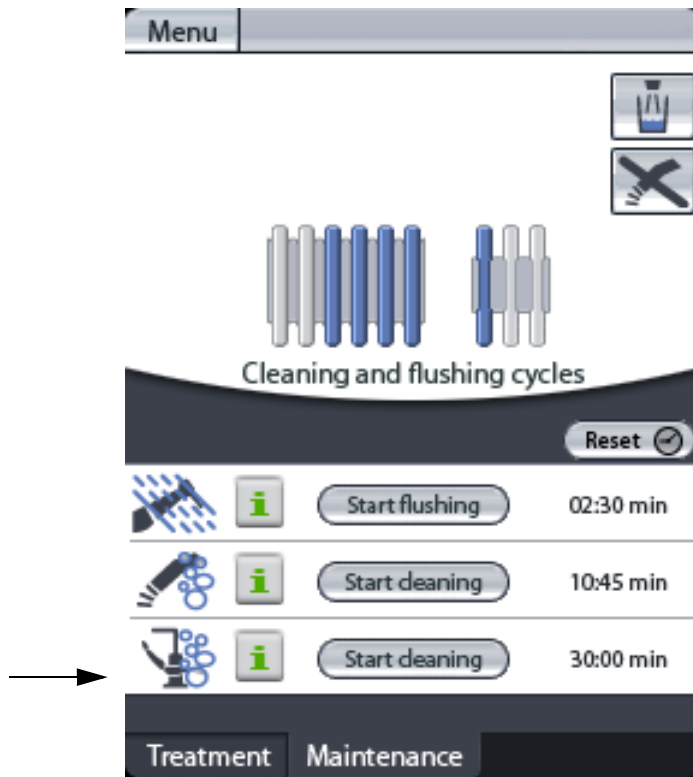 Menu
Cleaning and flushing cycles
Reset
i Start flushing 02:30 min
i Start cleaning 10:45 min
i Start cleaning 30:00 min
Treatment Maintenance